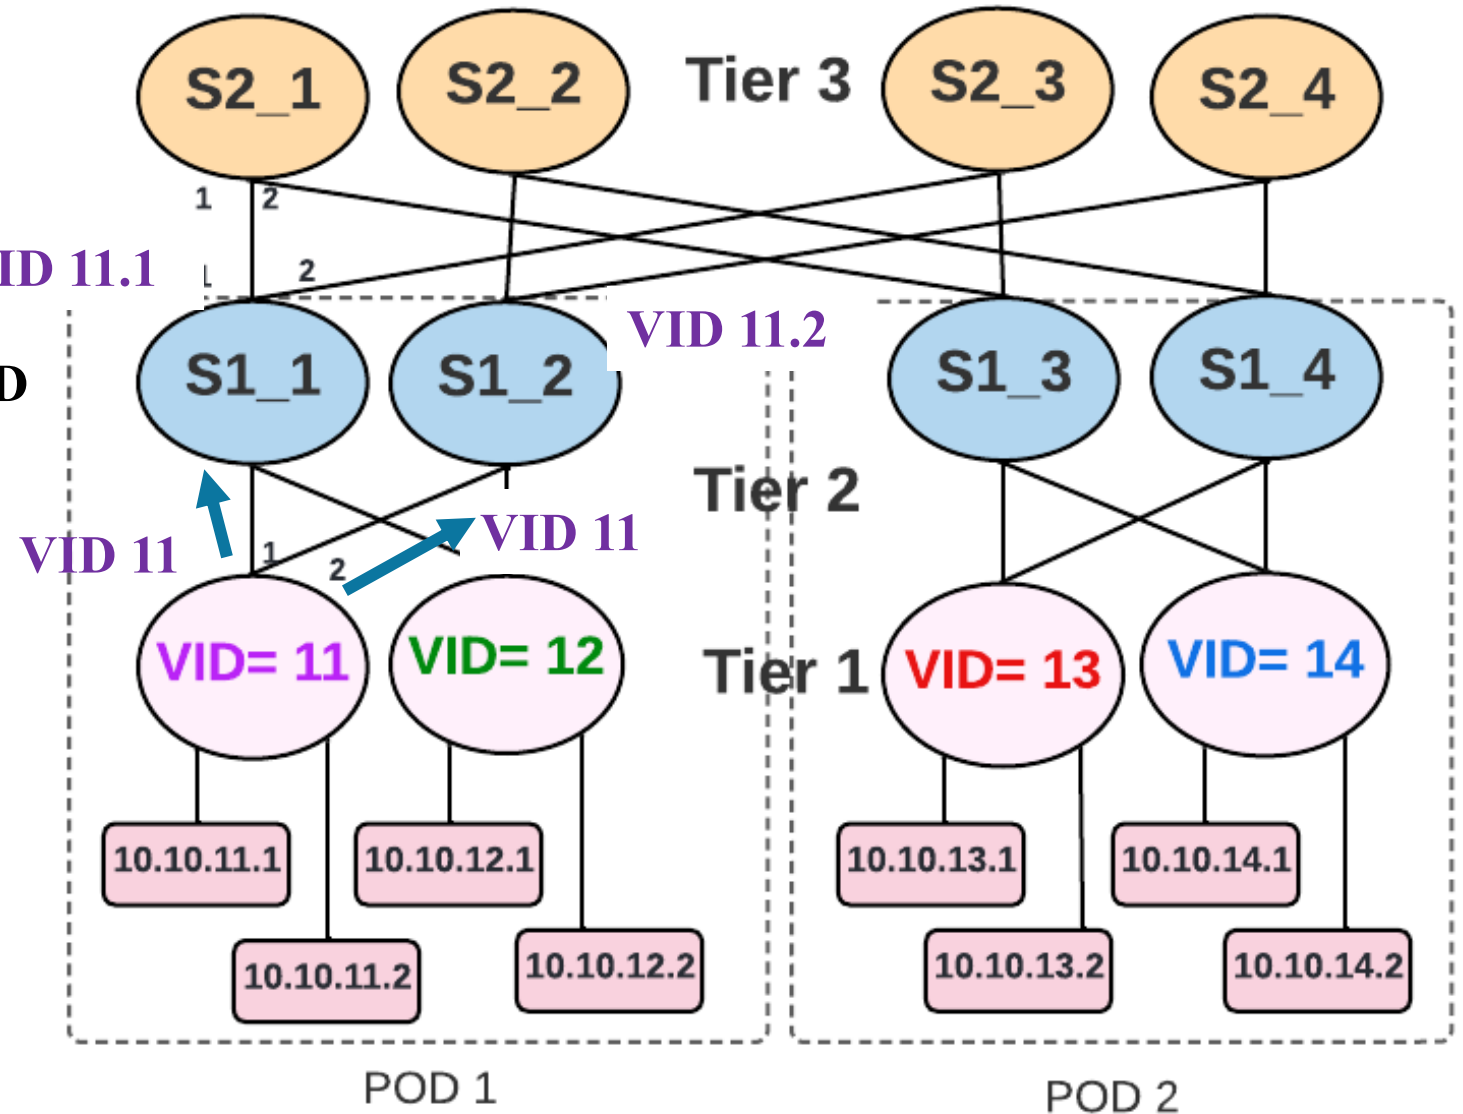 S2_1
S2_2
Tier 3
S2_3
S2_4
1
2
ID 11.1
2
VID 11.2
D
S1_1
S1_2
S1_3
S1_4
Tier 2
VID 11
VID 11
1
2
VID= 11
VID= 12
Tier 1
VID= 13
VID= 14
10.10.11.1
10.10.12.1
10.10.13.1
10.10.14.1
10.10.11.2
10.10.12.2
10.10.13.2
10.10.14.2
POD 1
POD 2